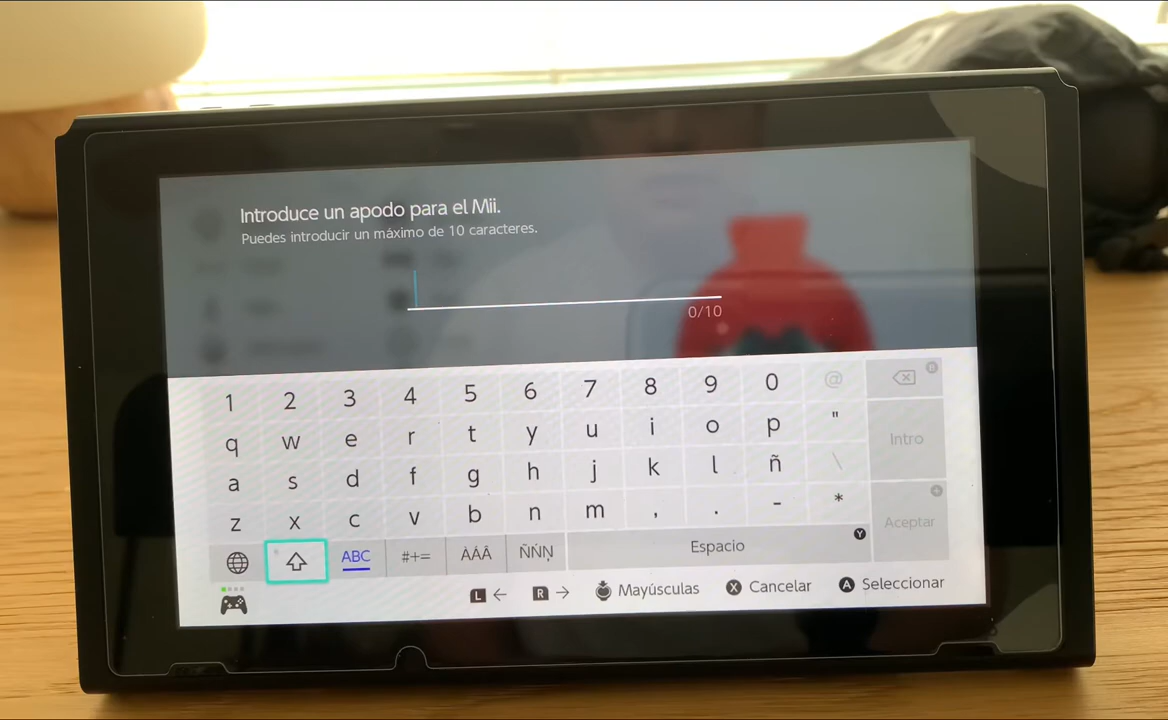 Introduce un apodo para el Mii.
Puedes introducir un máximo de 10 caracteres.
0/10
1 2 3 4 5 6 7 8 9 0 @
q w e r t y u i o p "
Intro
a s d f g h j k l ñ \
z x c v b n m , . - *
Aceptar
ABC #+= ÀÁÂ ÑŃŅ Espacio Y
L ← R → Mayúsculas X Cancelar A Seleccionar